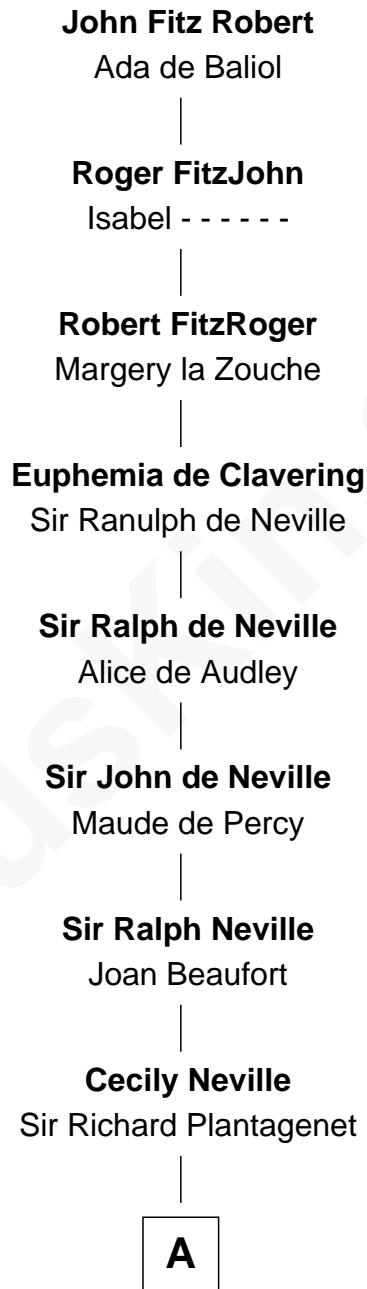 John Fitz Robert
Ada de Baliol
Roger FitzJohn
Isabel - - - - - -
Robert FitzRoger
Margery la Zouche
Euphemia de Clavering
Sir Ranulph de Neville
Sir Ralph de Neville
Alice de Audley
Sir John de Neville
Maude de Percy
Sir Ralph Neville
Joan Beaufort
Cecily Neville
Sir Richard Plantagenet
A